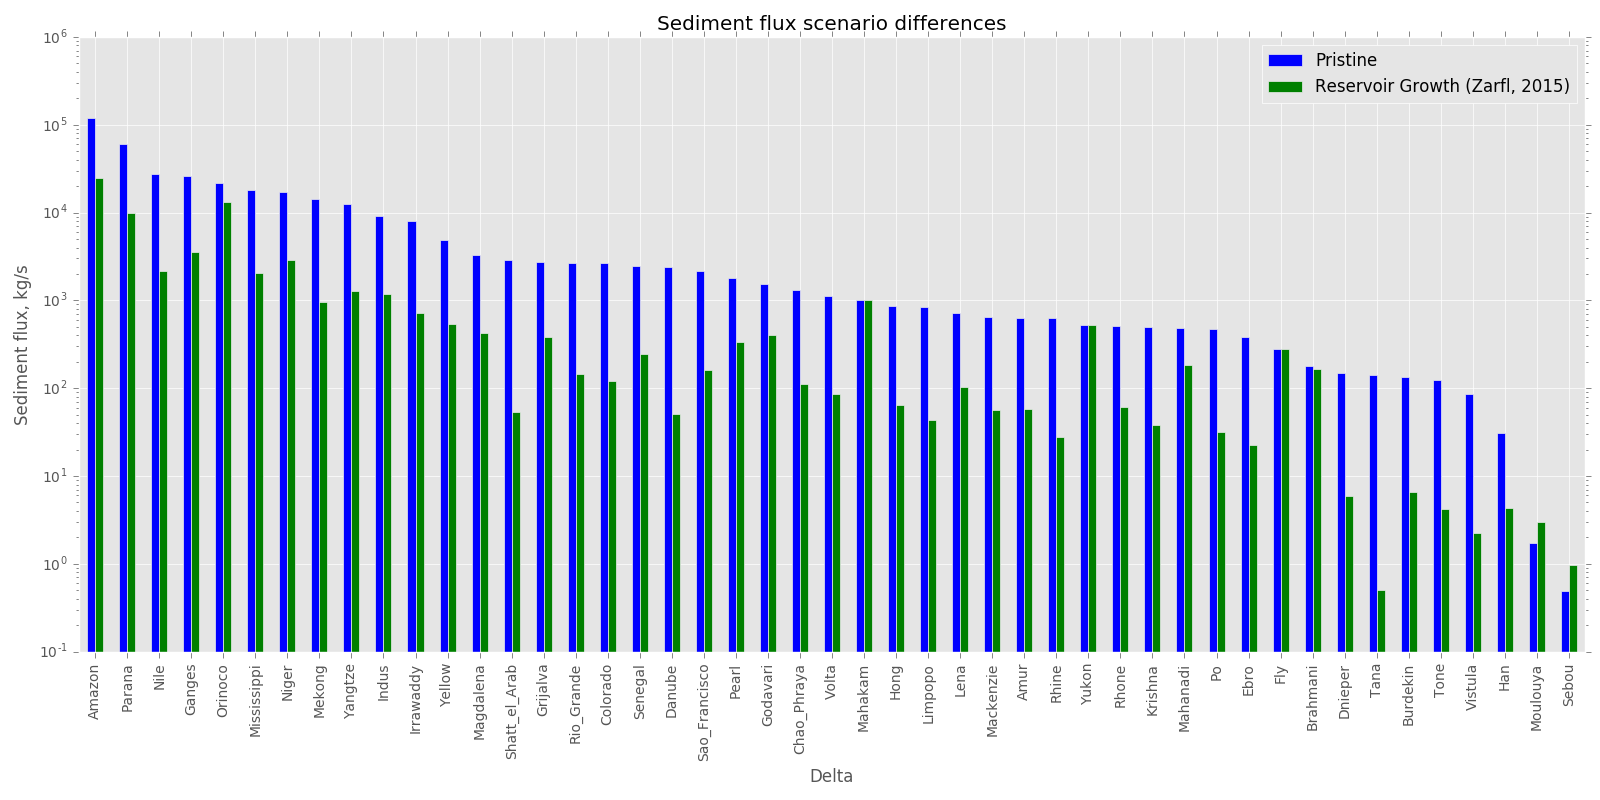 Sediment flux scenario differences
Pristine
Reservoir Growth (Zarfl, 2015)
Sediment flux, kg/s
10^6
10^5
10^4
10^3
10^2
10^1
10^0
10^-1
Amazon
Parana
Nile
Ganges
Orinoco
Mississippi
Niger
Mekong
Yangtze
Indus
Irrawaddy
Yellow
Magdalena
Shatt_el_Arab
Grijalva
Rio_Grande
Colorado
Senegal
Danube
Sao_Francisco
Pearl
Godavari
Chao_Phraya
Volta
Mahakam
Hong
Limpopo
Lena
Mackenzie
Amur
Rhine
Yukon
Rhone
Krishna
Mahanadi
Po
Ebro
Fly
Brahmani
Dnieper
Tana
Burdekin
Tone
Vistula
Han
Moulouya
Sebou
Delta